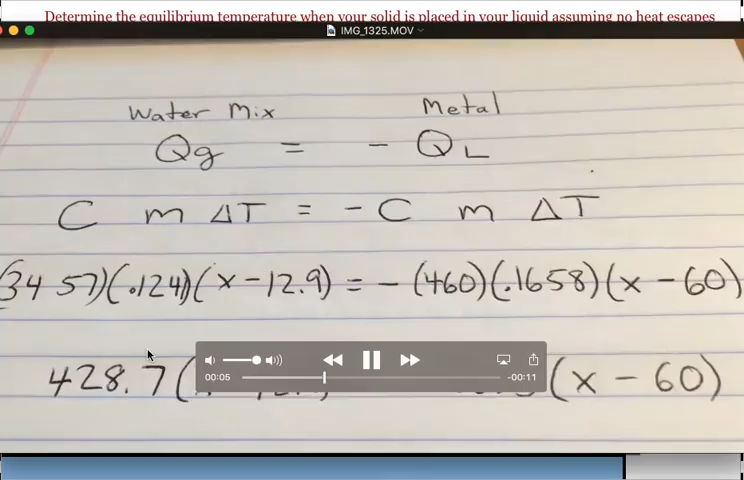 Determine the equilibrium temperature when your solid is placed in your liquid assuming no heat escapes
IMG_1325.MOV
Water Mix Metal
Qg = - QL
C m ΔT = - C m ΔT
(3457)(.124)(x-12.9) = -(460)(.1658)(x-60)
428.7( (x-60)
00:05 -00:11